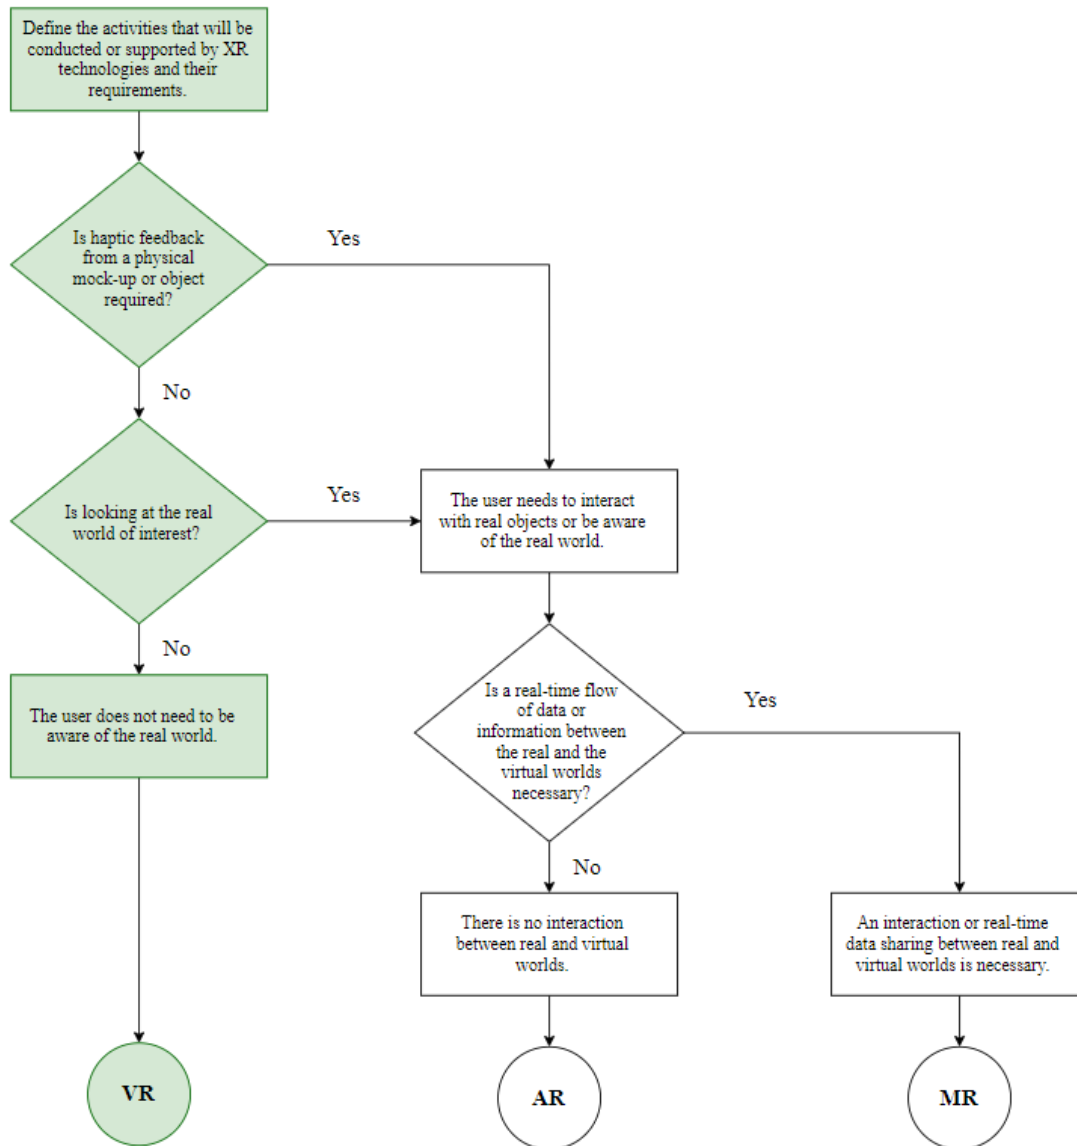 Define the activities that will be
conducted or supported by XR
technologies and their
requirements.
Is haptic feedback
from a physical
mock-up or object
required?
Yes
No
Is looking at the real
world of interest?
Yes
The user needs to interact
with real objects or be aware
of the real world.
No
The user does not need to be
aware of the real world.
Is a real-time flow
of data or
information between
the real and the
virtual worlds
necessary?
Yes
No
There is no interaction
between real and virtual
worlds.
An interaction or real-time
data sharing between real and
virtual worlds is necessary.
VR
AR
MR